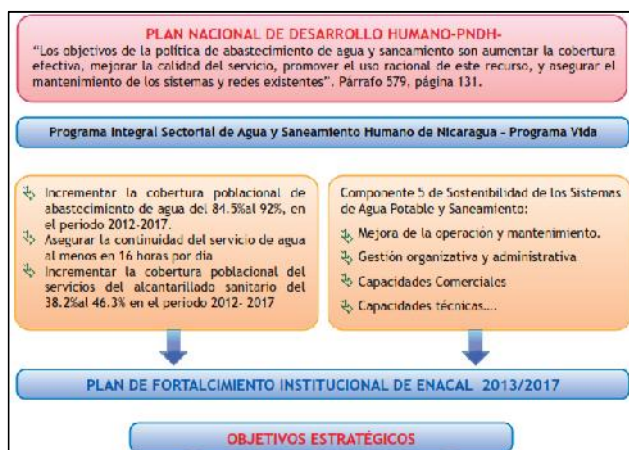 PLAN NACIONAL DE DESARROLLO HUMANO-PNDH-
“Los objetivos de la política de abastecimiento de agua y saneamiento son aumentar la cobertura
efectiva, mejorar la calidad del servicio, promover el uso racional de este recurso, y asegurar el
mantenimiento de los sistemas y redes existentes”. Párrafo 579, página 131.
Programa Integral Sectorial de Agua y Saneamiento Humano de Nicaragua - Programa Vida
Incrementar la cobertura poblacional de
abastecimiento de agua del 84.5%al 92%, en
el periodo 2012-2017.
Asegurar la continuidad del servicio de agua
al menos en 16 horas por día
Incrementar la cobertura poblacional del
servicios del alcantarillado sanitario del
38.2%al 46.3% en el periodo 2012- 2017
Componente 5 de Sostenibilidad de los Sistemas
de Agua Potable y Saneamiento:
Mejora de la operación y mantenimiento.
Gestión organizativa y administrativa
Capacidades Comerciales
Capacidades técnicas....
PLAN DE FORTALCIMIENTO INSTITUCIONAL DE ENACAL 2013/2017
OBJETIVOS ESTRATÉGICOS